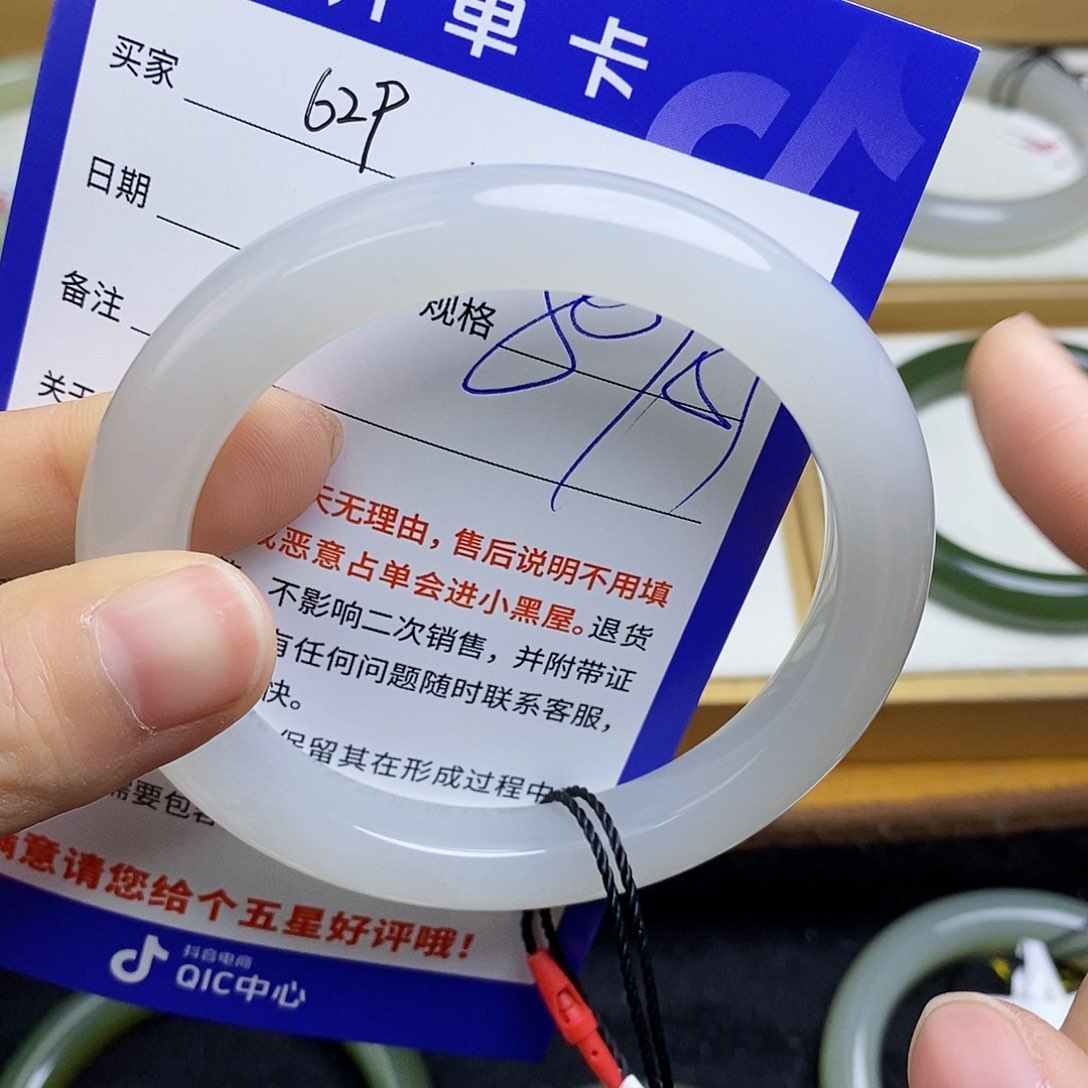 单卡
买家 62P
日期
备注
规格
关于
天无理由，售后说明不用填
或恶意占单会进小黑屋。退货
不影响二次销售，并附带证
有任何问题随时联系客服，
快。
保留其在形成过程中
需要包容
满意请您给个五星好评哦！
抖音电商
QIC中心